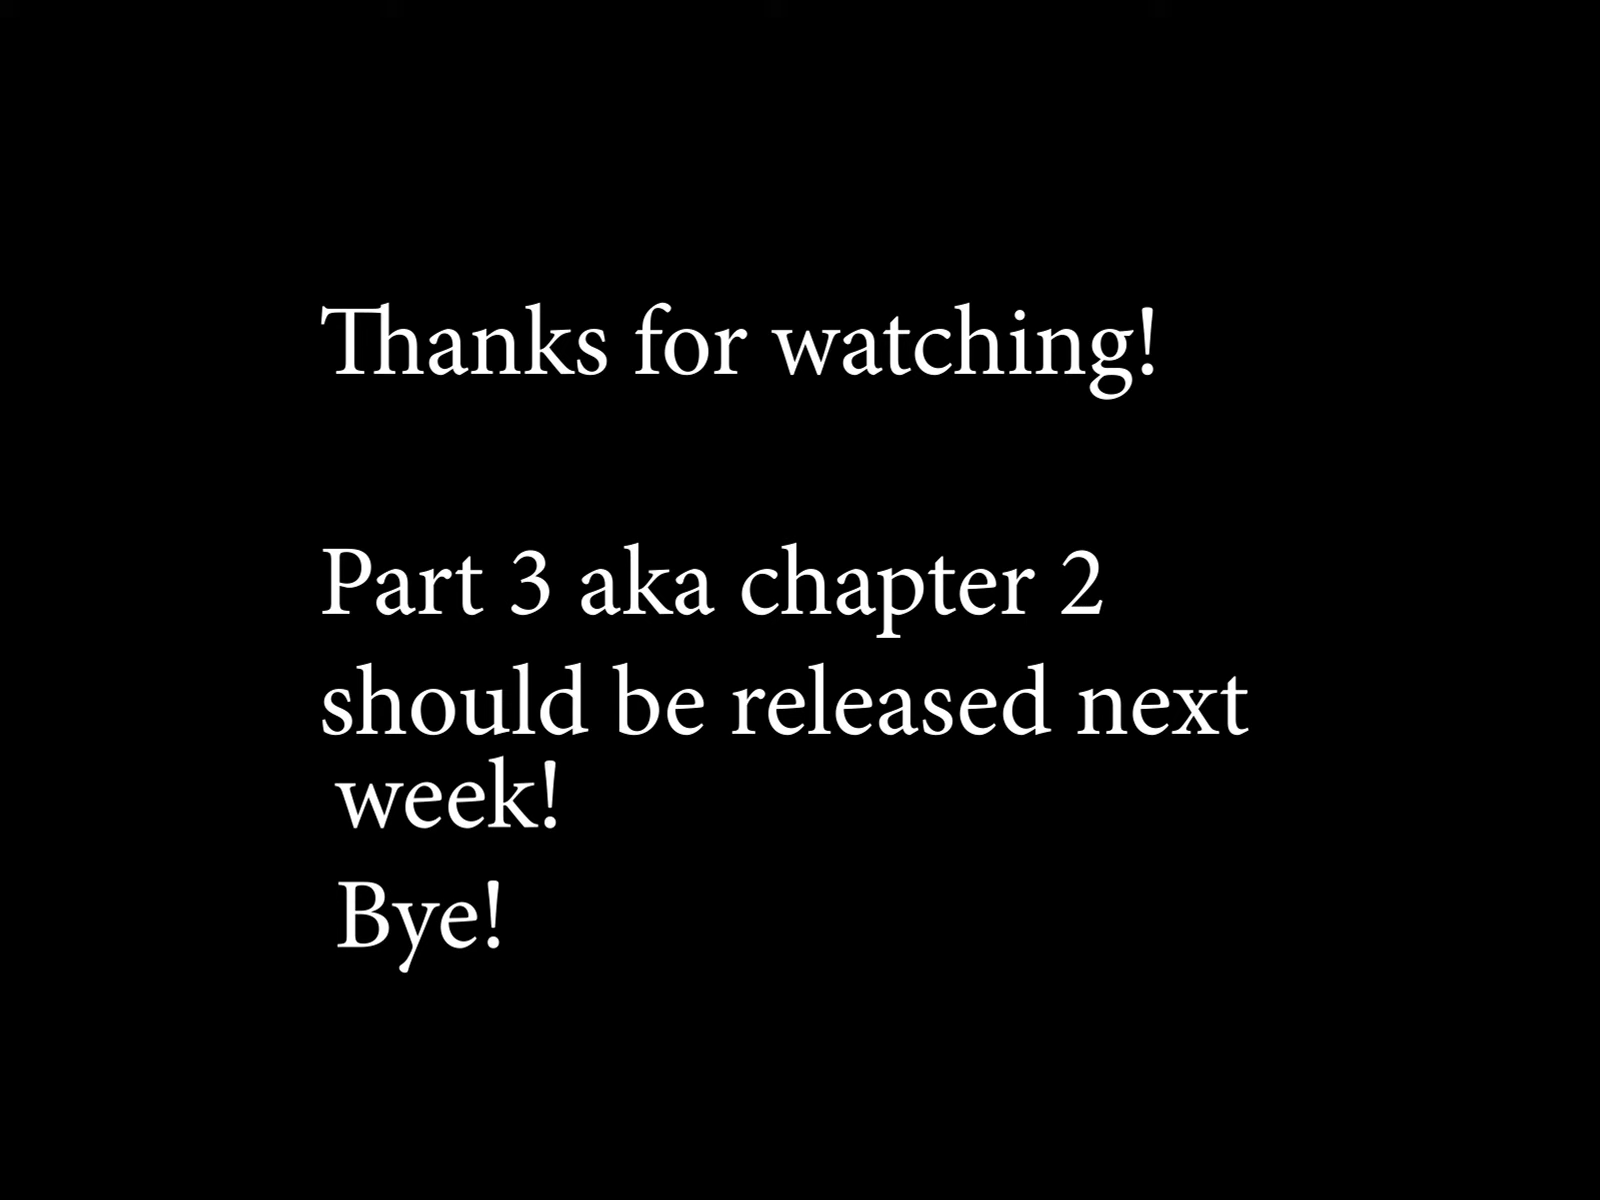 Thanks for watching!
Part 3 aka chapter 2
should be released next
week!
Bye!